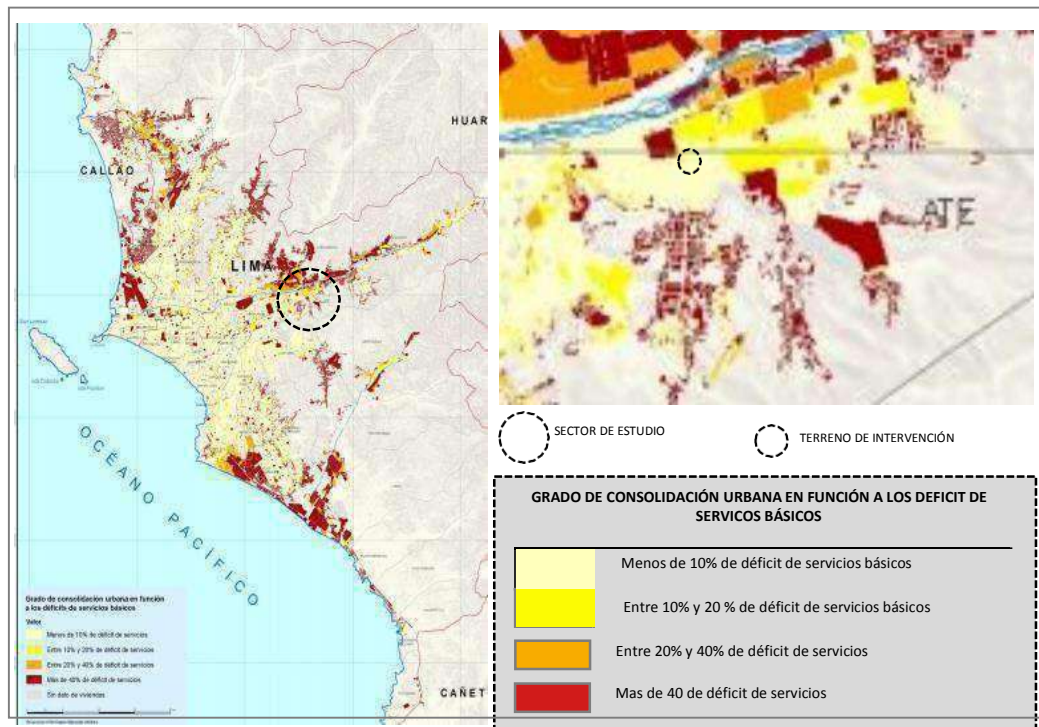 HUAR
CALLAO
LIMA
OCÉANO PACÍFICO
CAÑET
Grado de consolidación urbana en función
a los déficits de servicios básicos
Valor
Menos de 10% de déficit de servicios
Entre 10% y 20% de déficit de servicios
Entre 20% y 40% de déficit de servicios
Mas de 40% de déficit de servicios
Sin dato de viviendas
ATE
SECTOR DE ESTUDIO
TERRENO DE INTERVENCIÓN
GRADO DE CONSOLIDACIÓN URBANA EN FUNCIÓN A LOS DEFICIT DE
SERVICOS BÁSICOS
Menos de 10% de déficit de servicios básicos
Entre 10% y 20 % de déficit de servicios básicos
Entre 20% y 40% de déficit de servicios
Mas de 40 de déficit de servicios